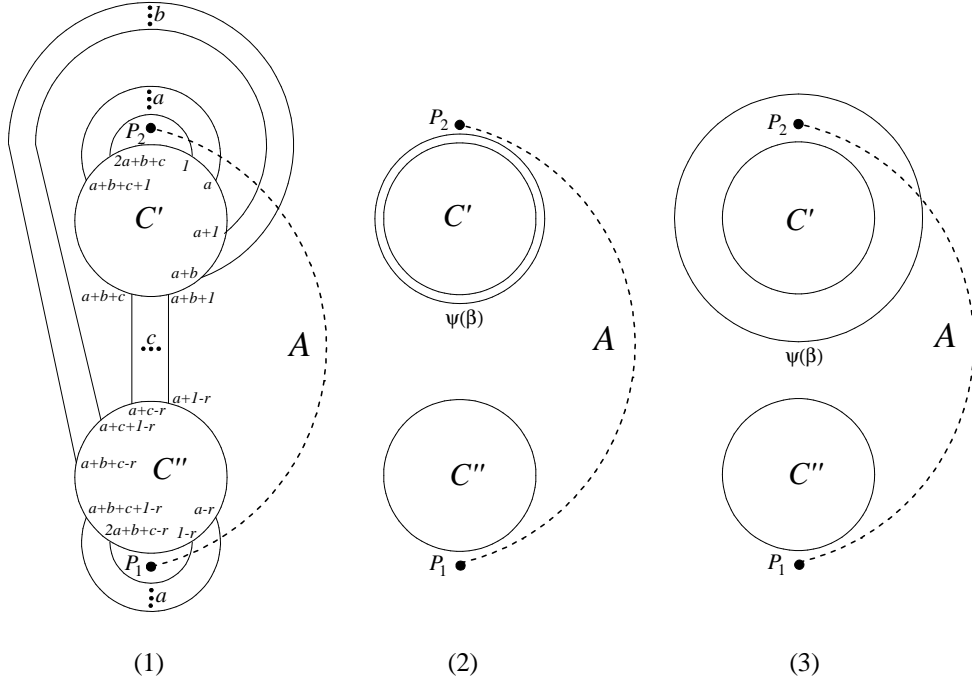 b
a
P2
2a+b+c
1
a+b+c+1
a
C'
a+1
a+b
a+b+c
a+b+1
c
A
a+1-r
a+c-r
a+c+1-r
a+b+c-r
C''
a+b+c+1-r
a-r
2a+b+c-r
1-r
P1
a
(1)
P2
C'
ψ(β)
A
C''
P1
(2)
P2
C'
ψ(β)
A
C''
P1
(3)